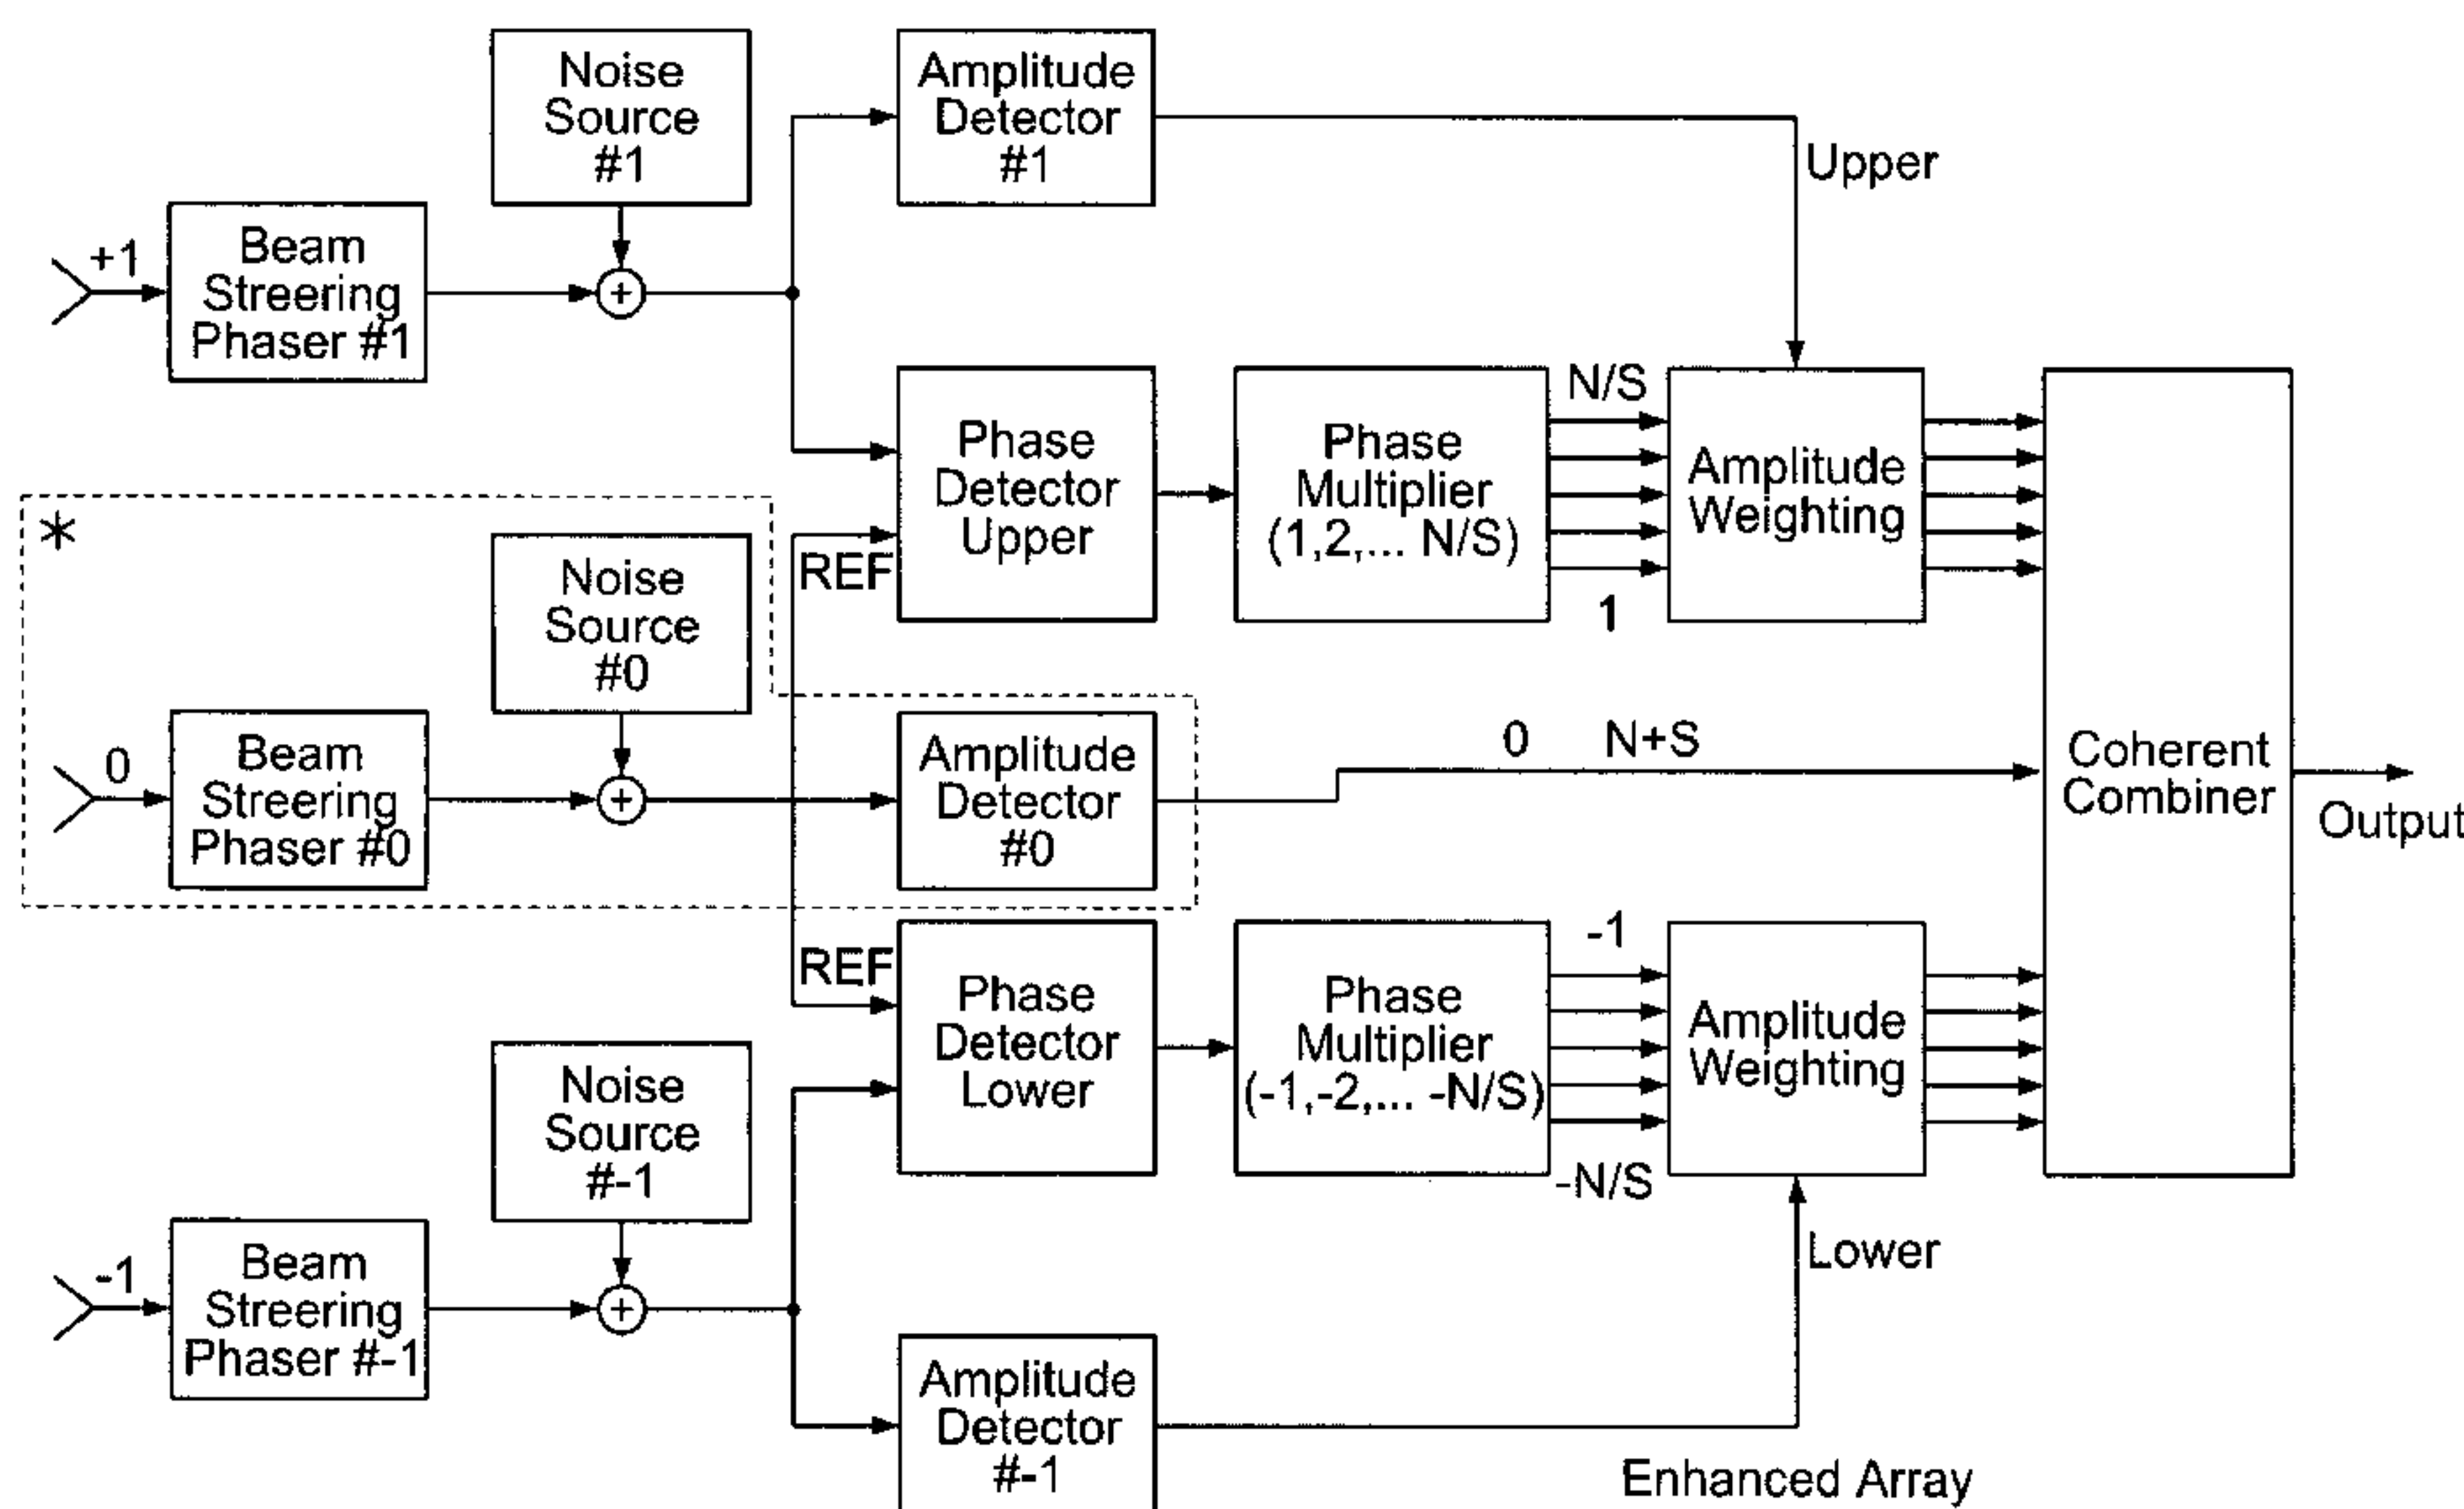 Noise
Source
#1
Amplitude
Detector
#1
Upper
+1
Beam
Streering
Phaser #1
+
Phase
Detector
Upper
REF
Phase
Multiplier
(1,2,... N/S)
N/S
1
Amplitude
Weighting
*
Noise
Source
#0
0
Beam
Streering
Phaser #0
+
Amplitude
Detector
#0
0 N+S
Coherent
Combiner
Output
REF
Phase
Detector
Lower
Phase
Multiplier
(-1,-2,... -N/S)
-1
-N/S
Amplitude
Weighting
Noise
Source
#-1
-1
Beam
Streering
Phaser #-1
+
Lower
Amplitude
Detector
#-1
Enhanced Array